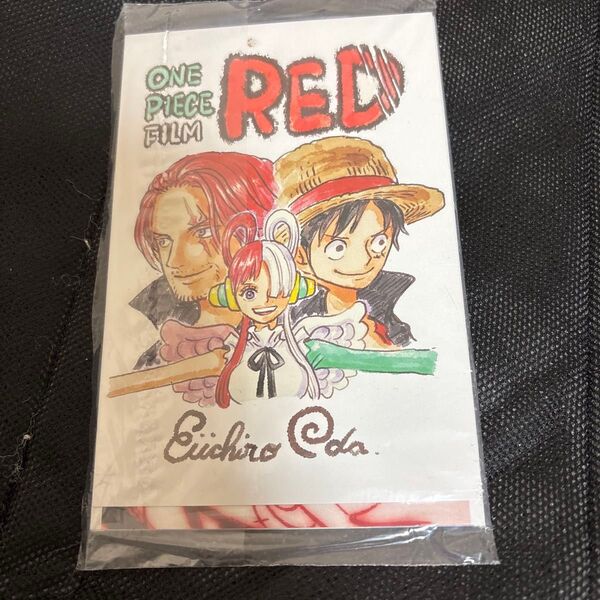 ONE
PIECE
FILM
RED
Eiichiro Oda.